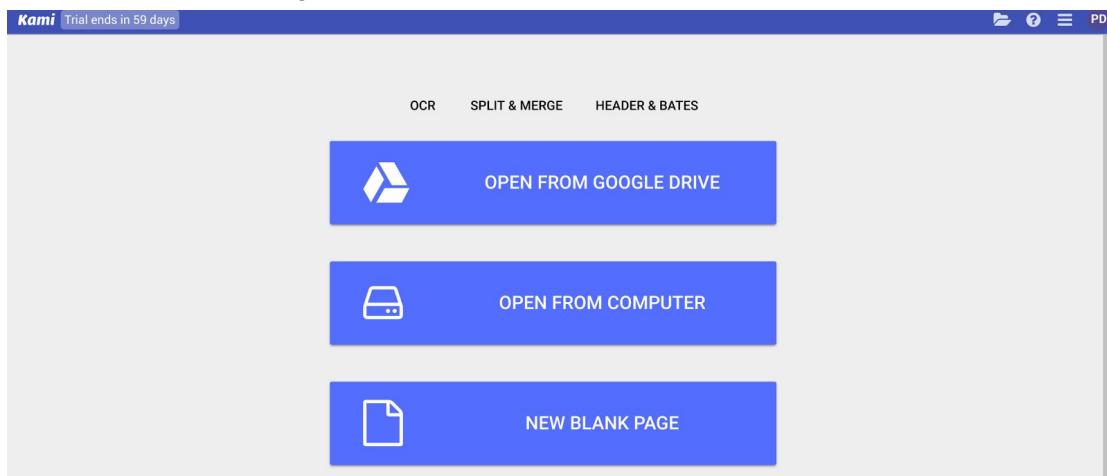 Kami Trial ends in 59 days PD
OCR SPLIT & MERGE HEADER & BATES
OPEN FROM GOOGLE DRIVE
OPEN FROM COMPUTER
NEW BLANK PAGE